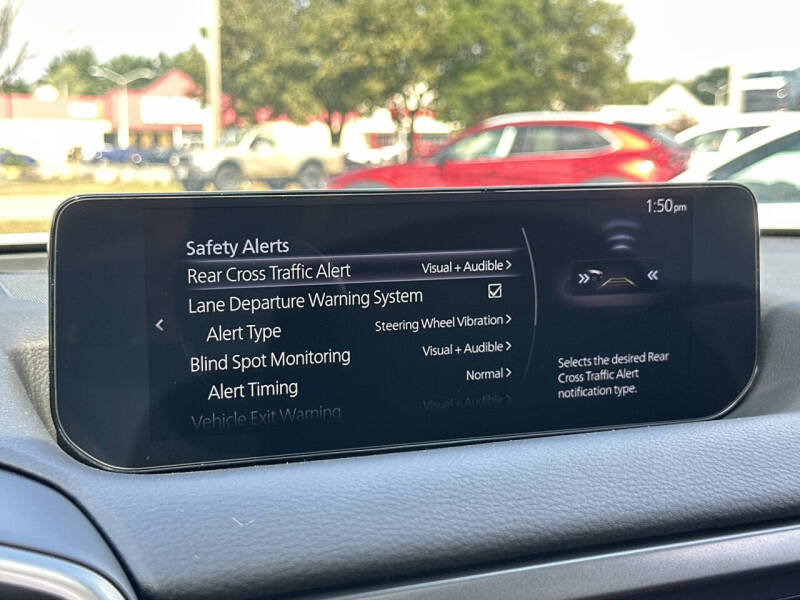 1:50pm
Safety Alerts
Rear Cross Traffic Alert Visual + Audible >
Lane Departure Warning System
Alert Type Steering Wheel Vibration >
Blind Spot Monitoring Visual + Audible >
Alert Timing Normal >
Vehicle Exit Warning Visual + Audible >
Selects the desired Rear
Cross Traffic Alert
notification type.